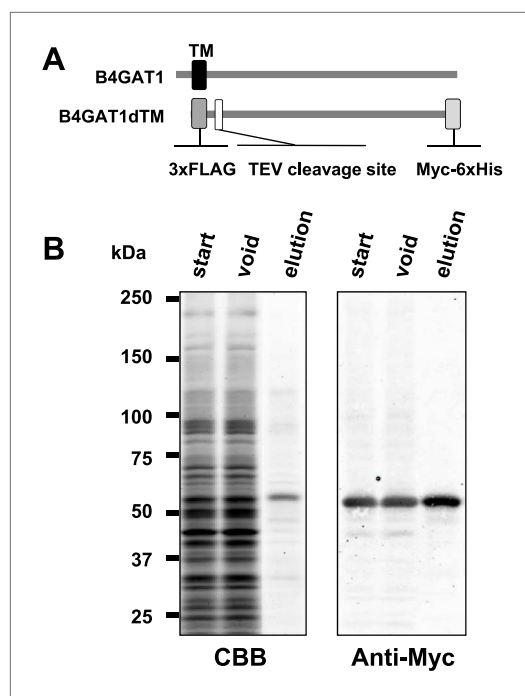 A
TM
B4GAT1
B4GAT1dTM
3xFLAG TEV cleavage site Myc-6xHis
B
kDa start void elution start void elution
250
150
100
75
50
37
25
CBB Anti-Myc